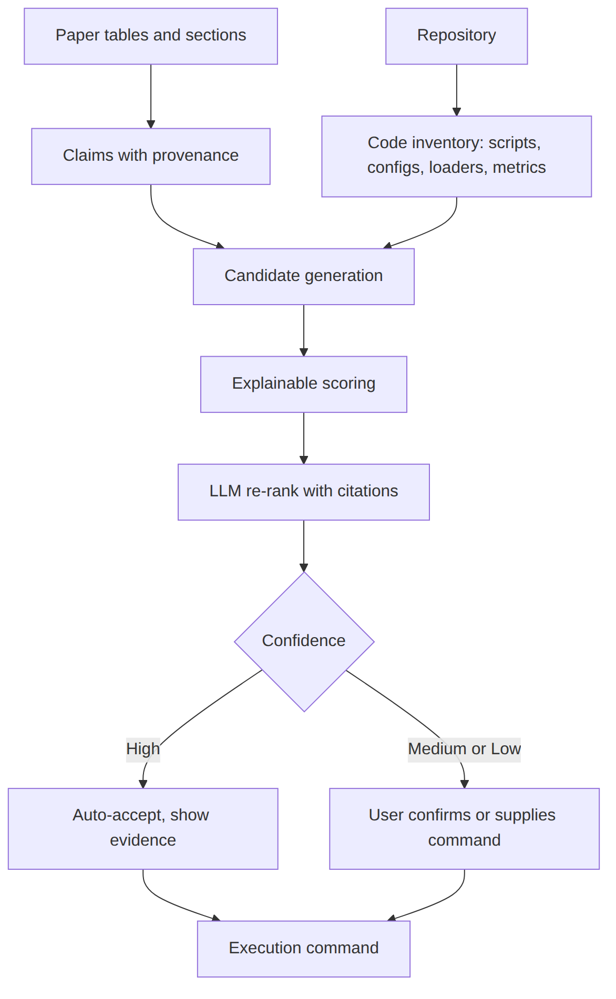 Paper tables and sections
Repository
Claims with provenance
Code inventory: scripts,
configs, loaders, metrics
Candidate generation
Explainable scoring
LLM re-rank with citations
Confidence
High
Medium or Low
Auto-accept, show
evidence
User confirms or supplies
command
Execution command